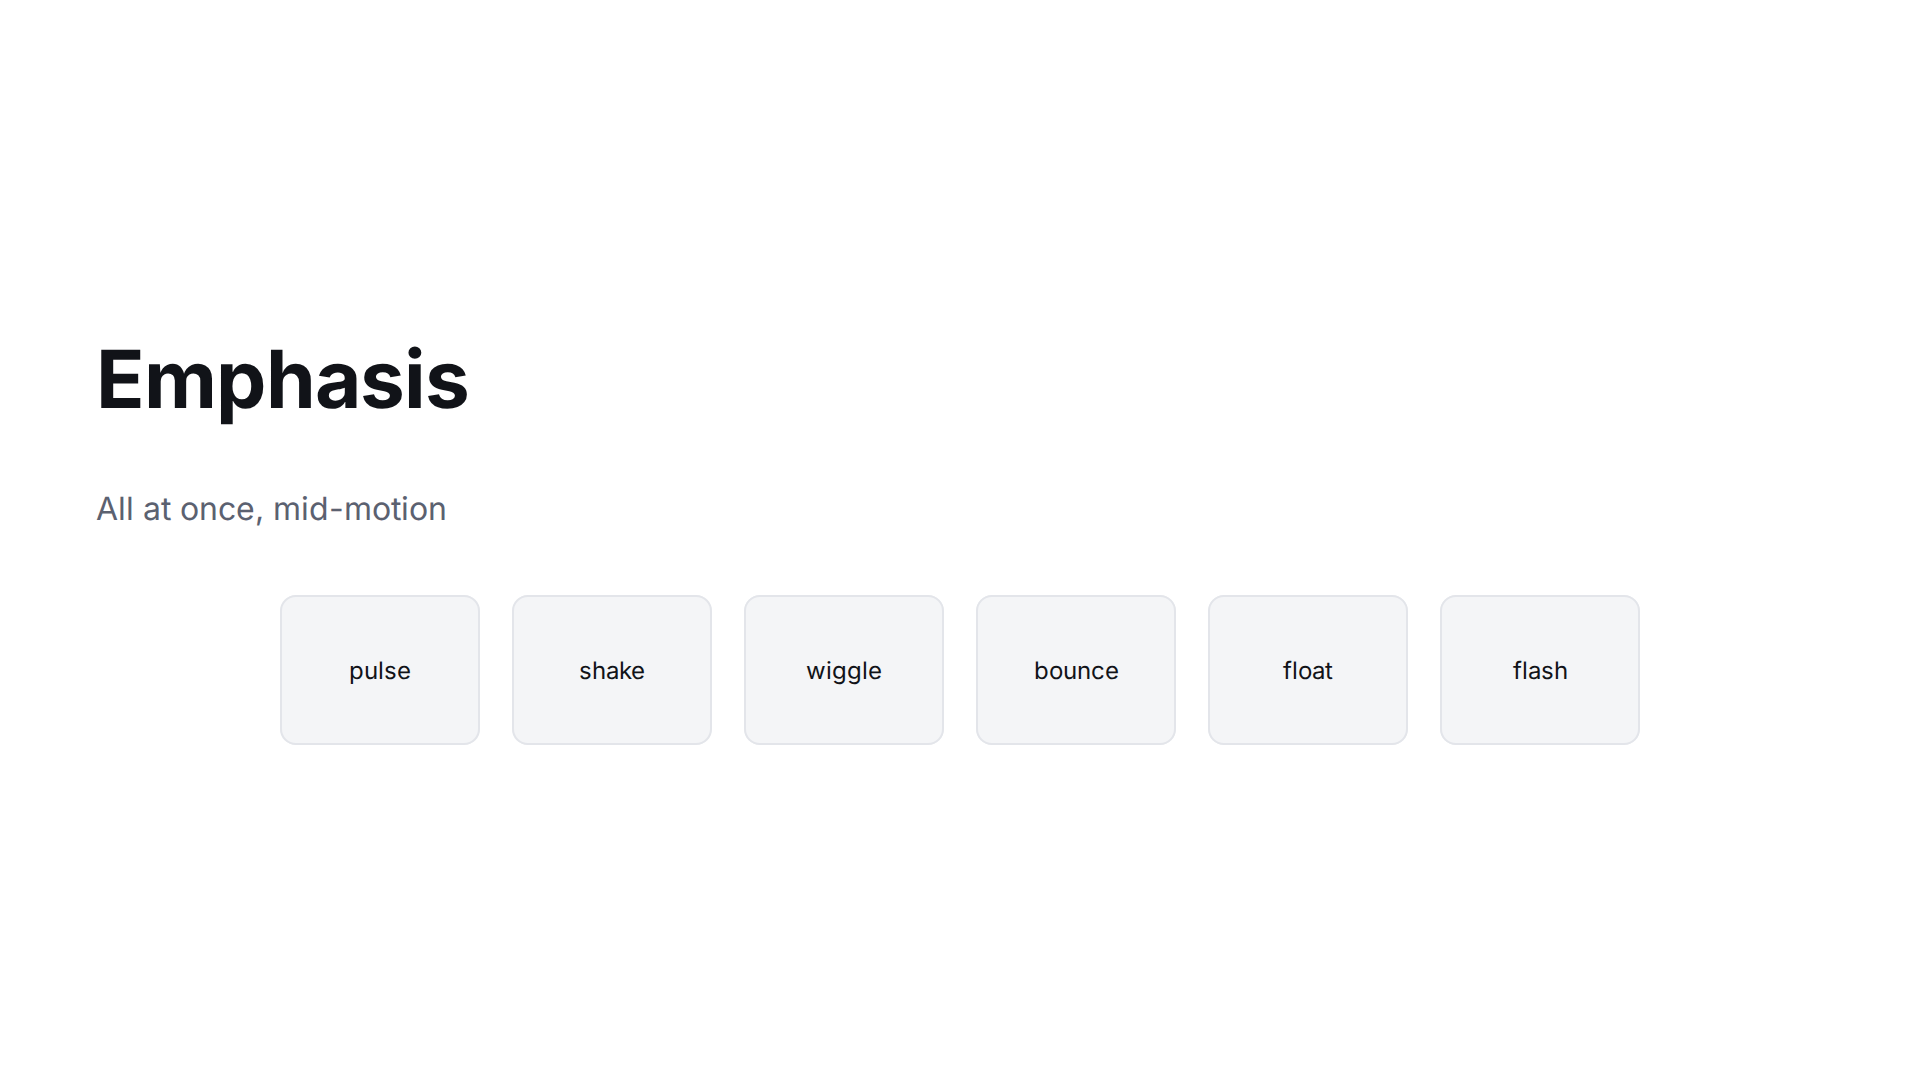 Emphasis
All at once, mid-motion
pulse
shake
wiggle
bounce
float
flash